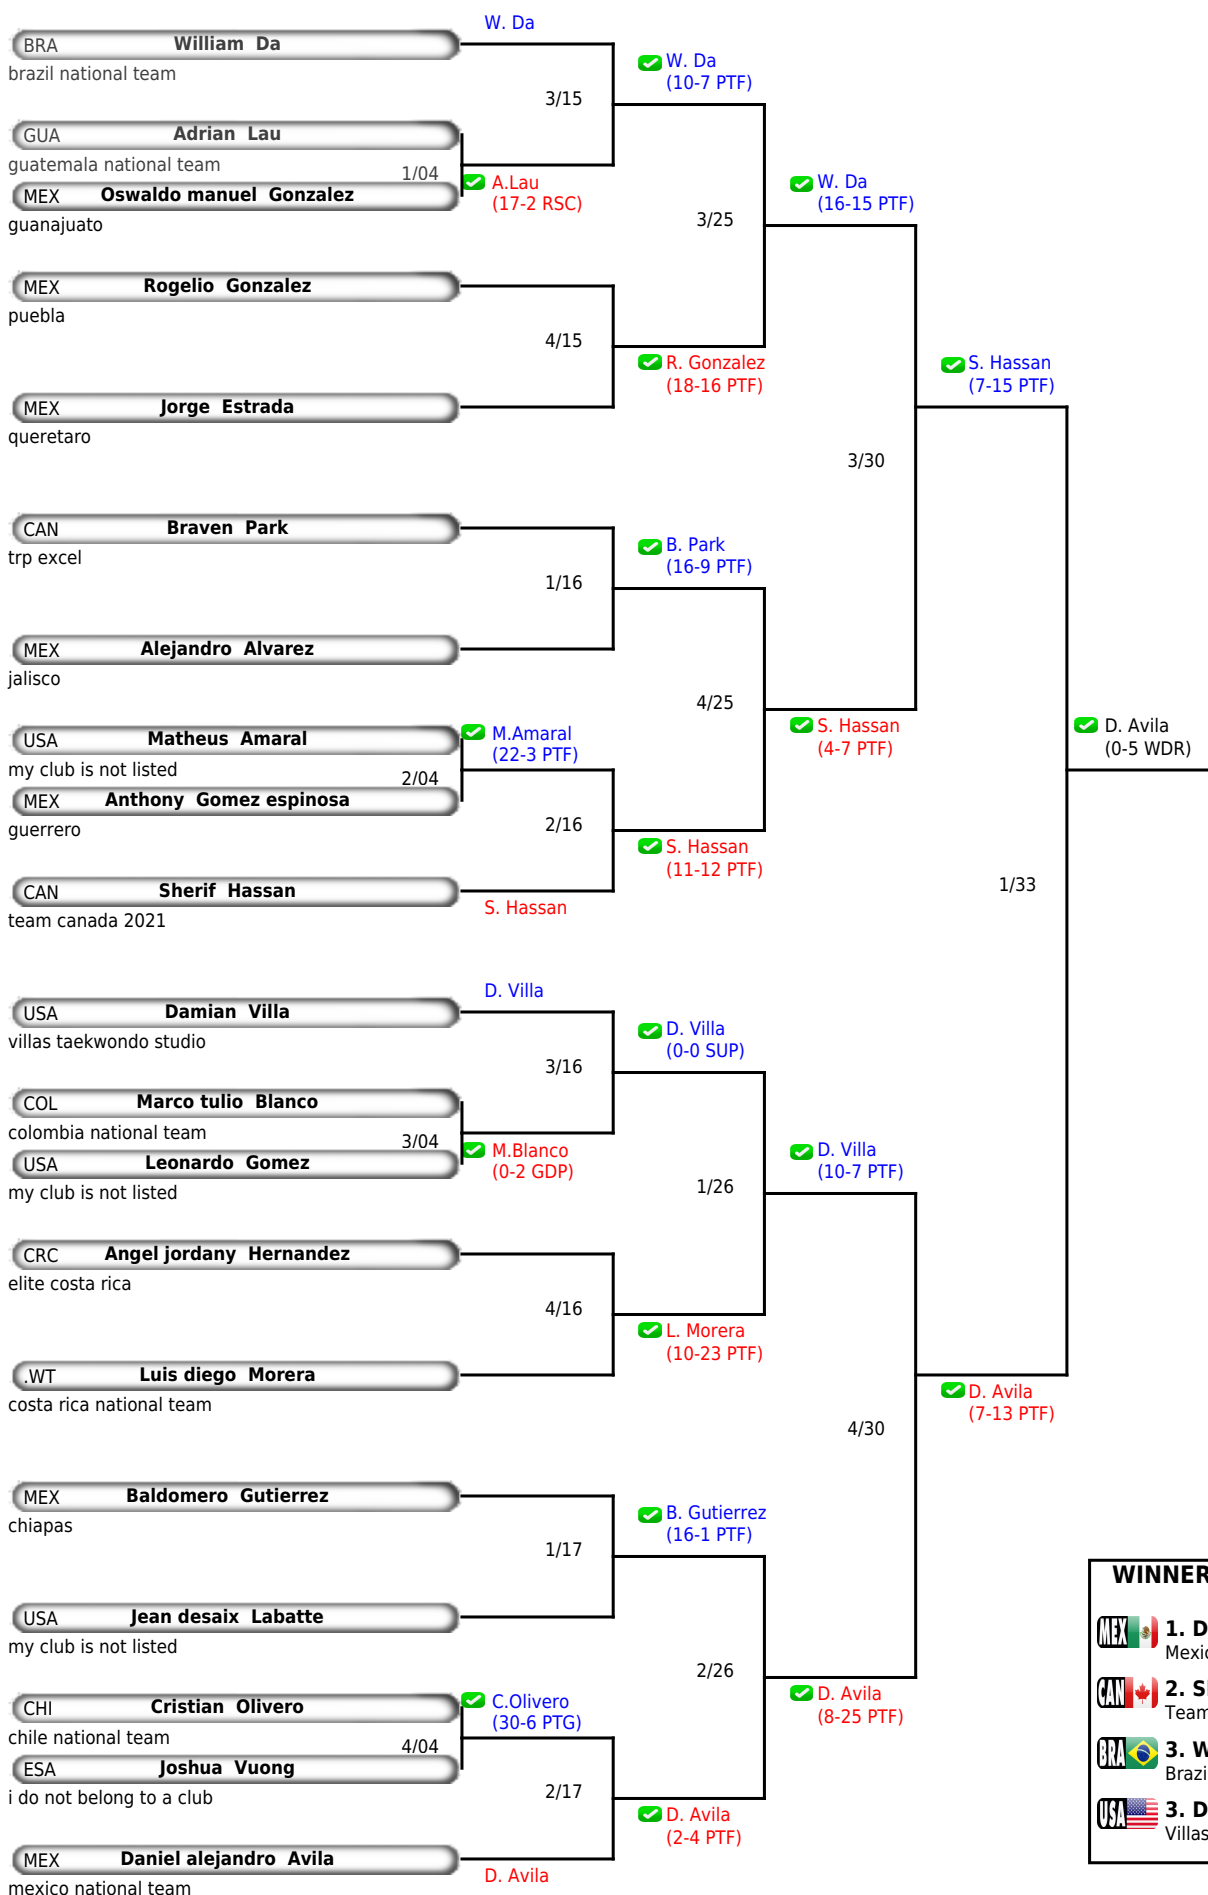 W. Da
BRA William Da
brazil national team
W. Da
(10-7 PTF)
3/15
GUA Adrian Lau
guatemala national team
1/04
A.Lau
(17-2 RSC)
MEX Oswaldo manuel Gonzalez
guanajuato
W. Da
(16-15 PTF)
3/25
MEX Rogelio Gonzalez
puebla
4/15
R. Gonzalez
(18-16 PTF)
MEX Jorge Estrada
queretaro
S. Hassan
(7-15 PTF)
3/30
CAN Braven Park
trp excel
B. Park
(16-9 PTF)
1/16
MEX Alejandro Alvarez
jalisco
4/25
S. Hassan
(4-7 PTF)
USA Matheus Amaral
my club is not listed
2/04
M.Amaral
(22-3 PTF)
MEX Anthony Gomez espinosa
guerrero
2/16
S. Hassan
(11-12 PTF)
CAN Sherif Hassan
team canada 2021
S. Hassan
D. Avila
(0-5 WDR)
1/33
D. Villa
USA Damian Villa
villas taekwondo studio
D. Villa
(0-0 SUP)
3/16
COL Marco tulio Blanco
colombia national team
3/04
M.Blanco
(0-2 GDP)
USA Leonardo Gomez
my club is not listed
D. Villa
(10-7 PTF)
1/26
CRC Angel jordany Hernandez
elite costa rica
4/16
L. Morera
(10-23 PTF)
.WT Luis diego Morera
costa rica national team
D. Avila
(7-13 PTF)
4/30
MEX Baldomero Gutierrez
chiapas
B. Gutierrez
(16-1 PTF)
1/17
USA Jean desaix Labatte
my club is not listed
2/26
D. Avila
(8-25 PTF)
CHI Cristian Olivero
chile national team
4/04
C.Olivero
(30-6 PTG)
ESA Joshua Vuong
i do not belong to a club
2/17
D. Avila
(2-4 PTF)
MEX Daniel alejandro Avila
mexico national team
D. Avila
WINNER
MEX 1. D
CAN 2.
Team
BRA 3. W
USA 3. D
Villas